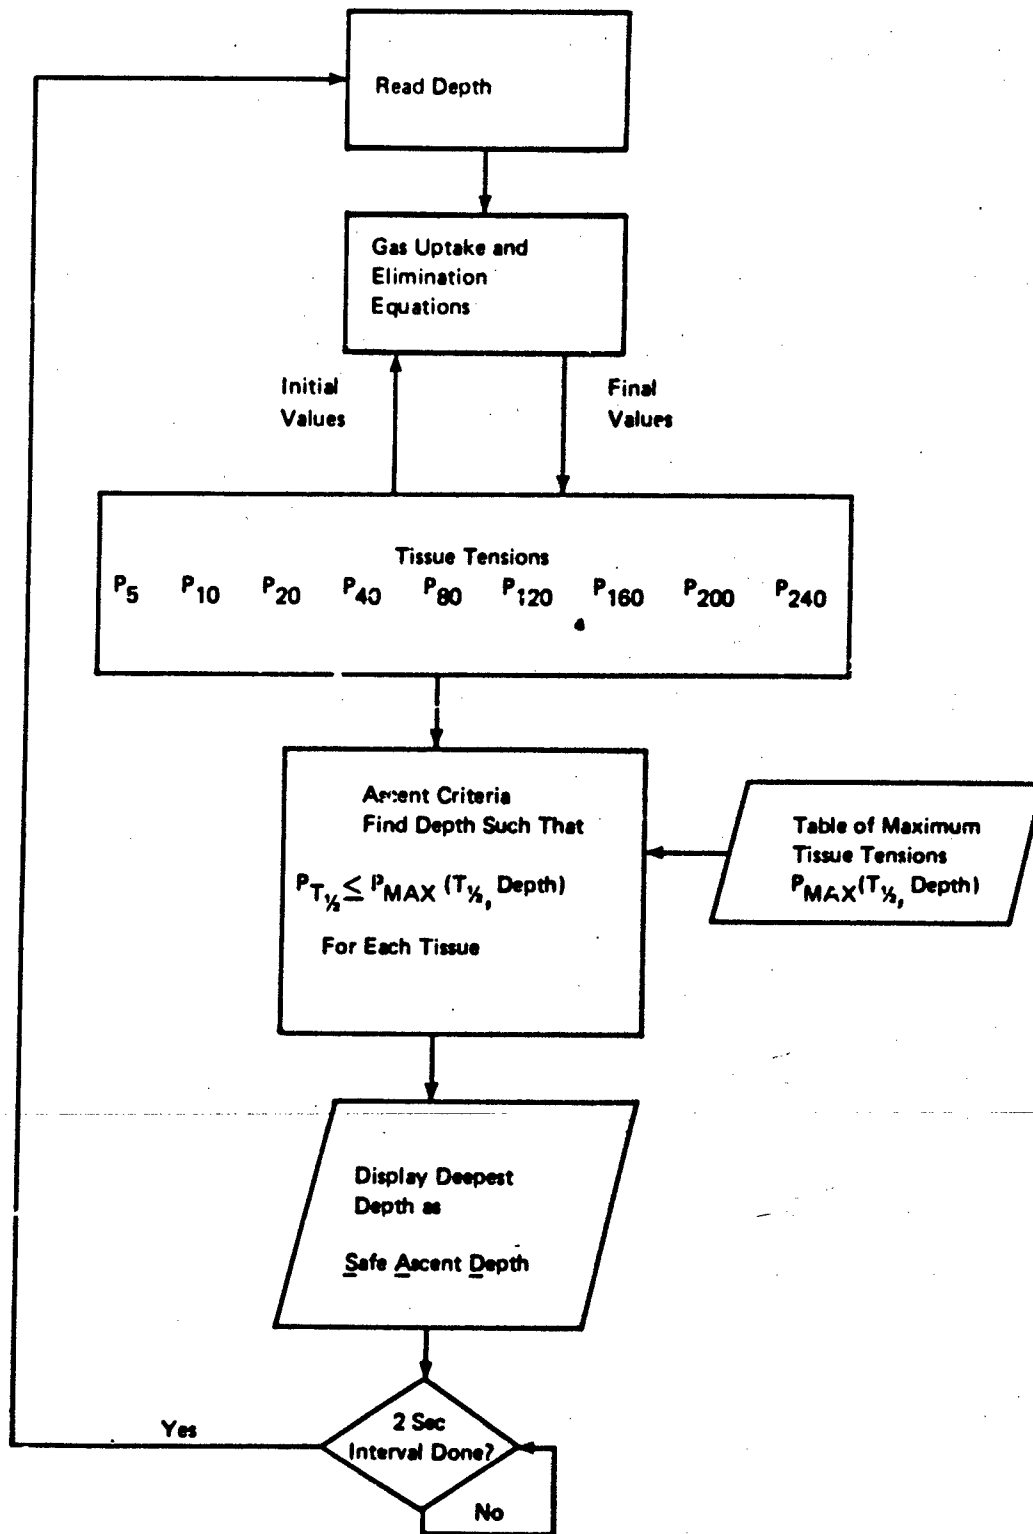 Read Depth
Gas Uptake and
Elimination
Equations
Initial
Values
Final
Values
Tissue Tensions
P5 P10 P20 P40 P80 P120 P160 P200 P240
Ascent Criteria
Find Depth Such That
PT½ ≤ PMAX (T½, Depth)
For Each Tissue
Table of Maximum
Tissue Tensions
PMAX(T½, Depth)
Display Deepest
Depth as
Safe Ascent Depth
2 Sec
Interval Done?
Yes
No